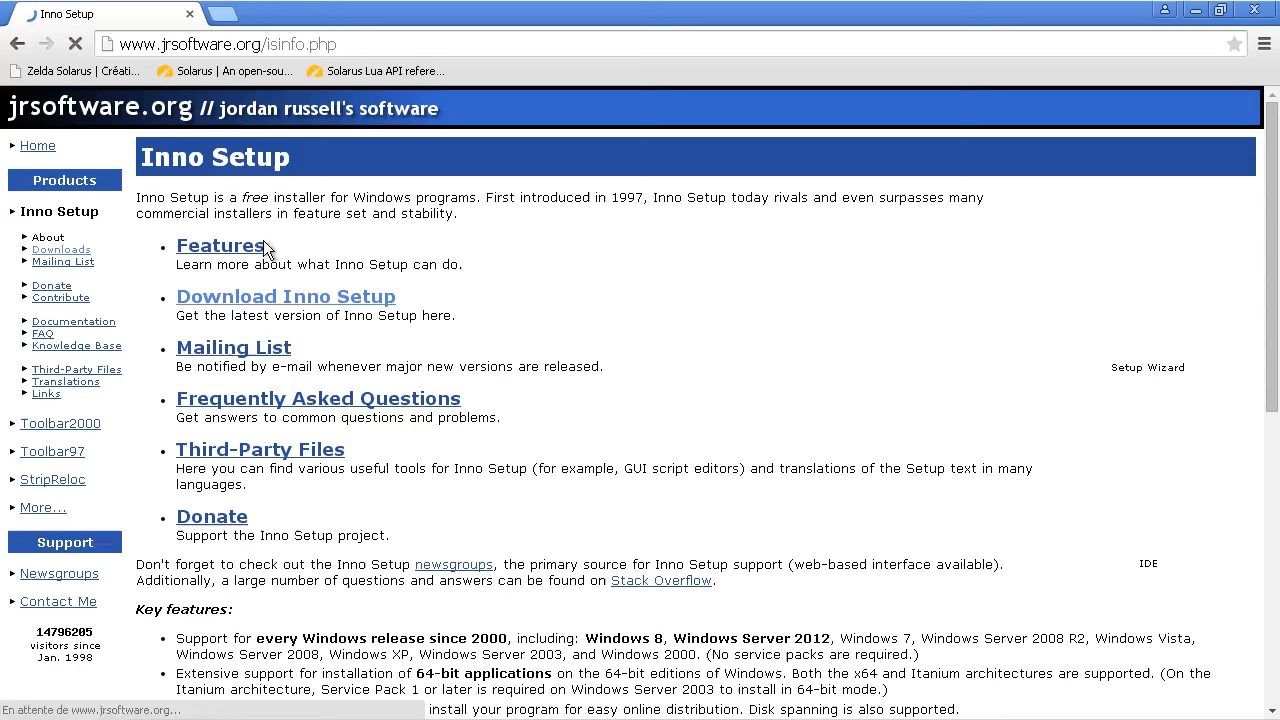 Inno Setup
www.jrsoftware.org/isinfo.php
Zelda Solarus | Créati...
Solarus | An open-sou...
Solarus Lua API refere...
jrsoftware.org // jordan russell's software
Home
Products
Inno Setup
About
Downloads
Mailing List
Donate
Contribute
Documentation
FAQ
Knowledge Base
Third-Party Files
Translations
Links
Toolbar2000
Toolbar97
StripReloc
More...
Support
Newsgroups
Contact Me
14796205
visitors since
Jan. 1998
Inno Setup
Inno Setup is a free installer for Windows programs. First introduced in 1997, Inno Setup today rivals and even surpasses many
commercial installers in feature set and stability.
Features
Learn more about what Inno Setup can do.
Download Inno Setup
Get the latest version of Inno Setup here.
Mailing List
Be notified by e-mail whenever major new versions are released.
Setup Wizard
Frequently Asked Questions
Get answers to common questions and problems.
Third-Party Files
Here you can find various useful tools for Inno Setup (for example, GUI script editors) and translations of the Setup text in many
languages.
Donate
Support the Inno Setup project.
Don't forget to check out the Inno Setup newsgroups, the primary source for Inno Setup support (web-based interface available).
Additionally, a large number of questions and answers can be found on Stack Overflow.
IDE
Key features:
Support for every Windows release since 2000, including: Windows 8, Windows Server 2012, Windows 7, Windows Server 2008 R2, Windows Vista,
Windows Server 2008, Windows XP, Windows Server 2003, and Windows 2000. (No service packs are required.)
Extensive support for installation of 64-bit applications on the 64-bit editions of Windows. Both the x64 and Itanium architectures are supported. (On the
Itanium architecture, Service Pack 1 or later is required on Windows Server 2003 to install in 64-bit mode.)
install your program for easy online distribution. Disk spanning is also supported.
En attente de www.jrsoftware.org...